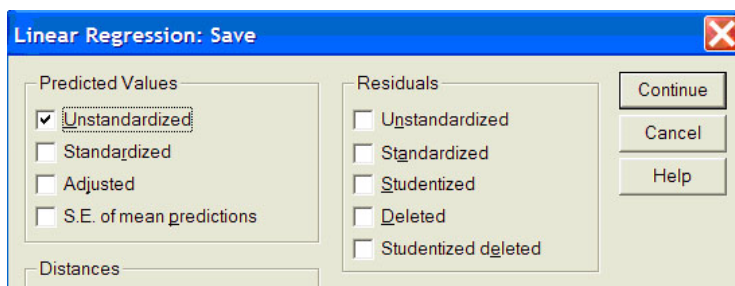 Linear Regression: Save
Predicted Values
Unstandardized
Standardized
Adjusted
S.E. of mean predictions
Distances
Residuals
Unstandardized
Standardized
Studentized
Deleted
Studentized deleted
Continue
Cancel
Help